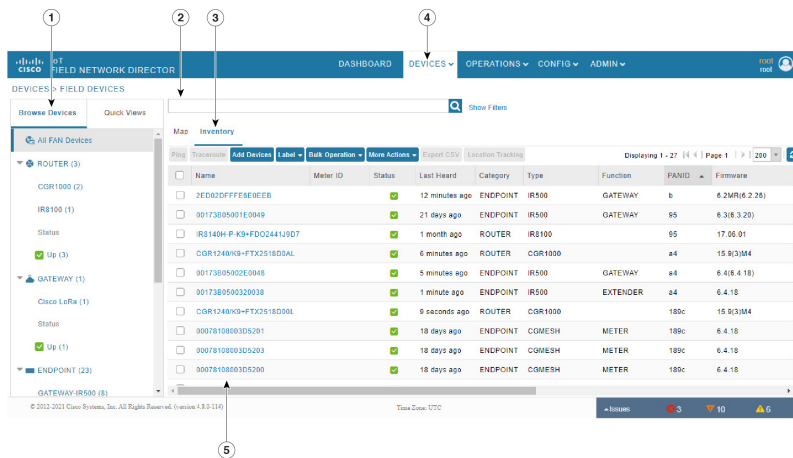 1 2 3 4
CISCO IoT FIELD NETWORK DIRECTOR
DASHBOARD DEVICES OPERATIONS CONFIG ADMIN root root
DEVICES > FIELD DEVICES
Browse Devices Quick Views
Show Filters
All FAN Devices
ROUTER (3)
CGR1000 (2)
IR8100 (1)
Status
Up (3)
GATEWAY (1)
Cisco LoRa (1)
Status
Up (1)
ENDPOINT (23)
GATEWAY-IR500 (8)
Map Inventory
Ping Traceroute Add Devices Label Bulk Operation More Actions Export CSV Location Tracking Displaying 1 - 27 Page 1 200
Name Meter ID Status Last Heard Category Type Function PANID Firmware
2ED02DFFFE6E0EEB 12 minutes ago ENDPOINT IR500 GATEWAY b 6.2MR(6.2.26)
00173B05001E0049 21 days ago ENDPOINT IR500 GATEWAY 95 6.3(6.3.20)
IR8140H-P-K9+FDO2441J9D7 1 month ago ROUTER IR8100 95 17.06.01
CGR1240/K9+FTX2518D0AL 6 minutes ago ROUTER CGR1000 a4 15.9(3)M4
00173B05002E0048 5 minutes ago ENDPOINT IR500 GATEWAY a4 6.4(6.4.18)
00173B0500320038 1 minute ago ENDPOINT IR500 EXTENDER a4 6.4.18
CGR1240/K9+FTX2518D00L 9 seconds ago ROUTER CGR1000 189c 15.9(3)M4
00078108003D5201 18 days ago ENDPOINT CGMESH METER 189c 6.4.18
00078108003D5203 18 days ago ENDPOINT CGMESH METER 189c 6.4.18
00078108003D5200 18 days ago ENDPOINT CGMESH METER 189c 6.4.18
© 2012-2021 Cisco Systems, Inc. All Rights Reserved. (version 4.8.0-114) Time Zone: UTC Issues 3 10 6
5